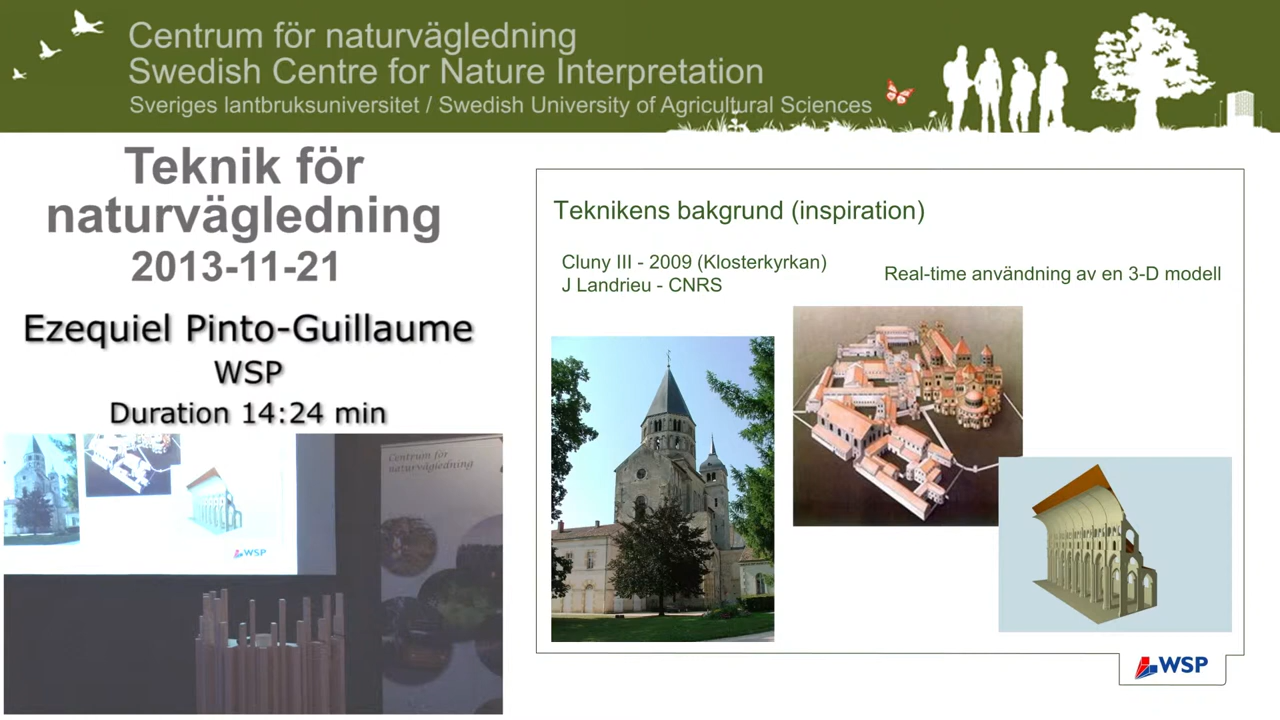 Centrum för naturvägledning
Swedish Centre for Nature Interpretation
Sveriges lantbruksuniversitet / Swedish University of Agricultural Sciences
Teknik för
naturvägledning
2013-11-21
Ezequiel Pinto-Guillaume
WSP
Duration 14:24 min
Centrum för
naturvägledning
WSP
Teknikens bakgrund (inspiration)
Cluny III - 2009 (Klosterkyrkan)
J Landrieu - CNRS
Real-time användning av en 3-D modell
WSP